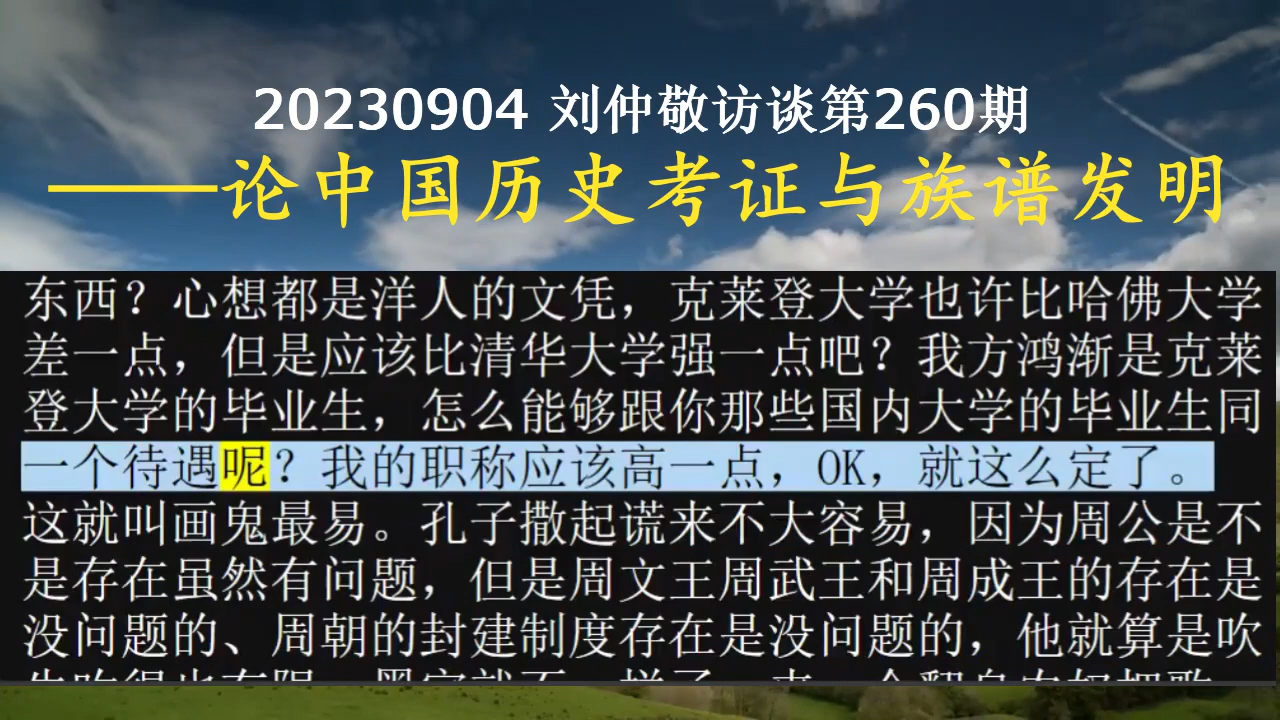 20230904 刘仲敬访谈第260期
——论中国历史考证与族谱发明
东西？心想都是洋人的文凭，克莱登大学也许比哈佛大学
差一点，但是应该比清华大学强一点吧？我方鸿渐是克莱
登大学的毕业生，怎么能够跟你那些国内大学的毕业生同
一个待遇呢？我的职称应该高一点，OK，就这么定了。
这就叫画鬼最易。孔子撒起谎来不大容易，因为周公是不
是存在虽然有问题，但是周文王周武王和周成王的存在是
没问题的、周朝的封建制度存在是没问题的，他就算是吹